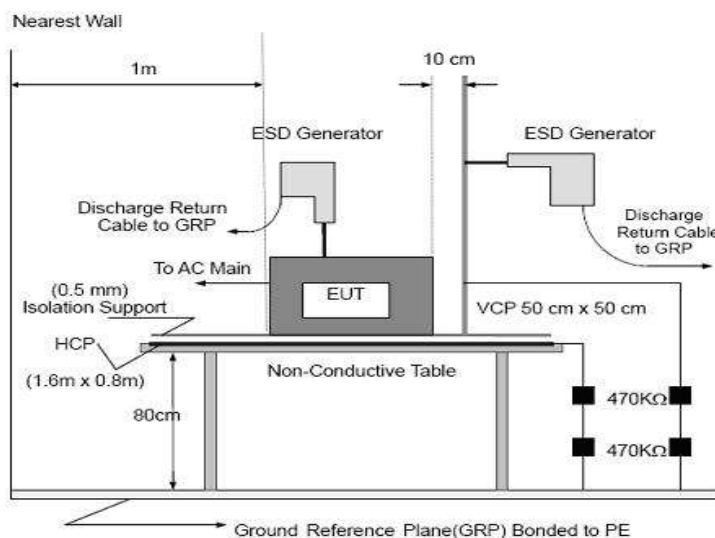 Nearest Wall
1m
10 cm
ESD Generator
ESD Generator
Discharge Return
Cable to GRP
Discharge
Return Cable
to GRP
To AC Main
(0.5 mm)
Isolation Support
EUT
VCP 50 cm x 50 cm
HCP
(1.6m x 0.8m)
Non-Conductive Table
80cm
470KΩ
470KΩ
Ground Reference Plane(GRP) Bonded to PE